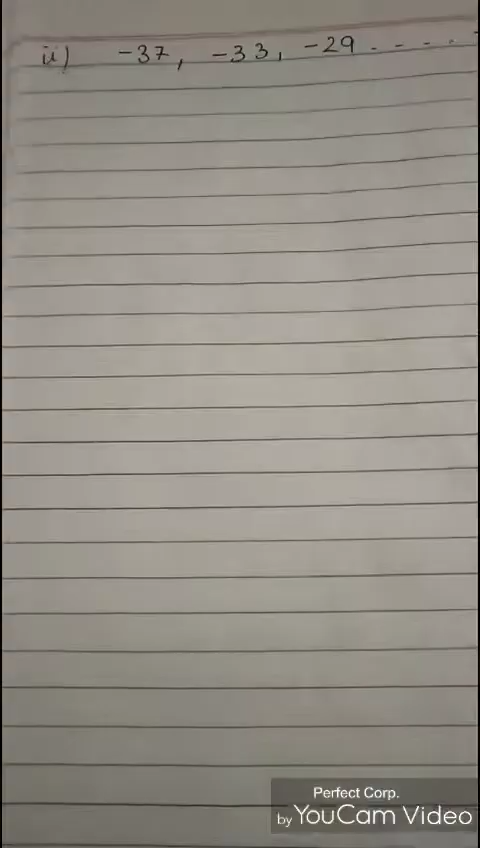 ii) -37, -33, -29 . - - - .
Perfect Corp.
by YouCam Video